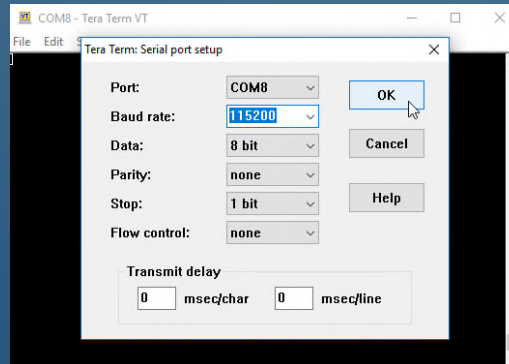 COM8 - Tera Term VT
File Edit S
Tera Term: Serial port setup
Port: COM8 OK
Baud rate: 115200
Data: 8 bit Cancel
Parity: none
Stop: 1 bit Help
Flow control: none
Transmit delay
0 msec/char 0 msec/line